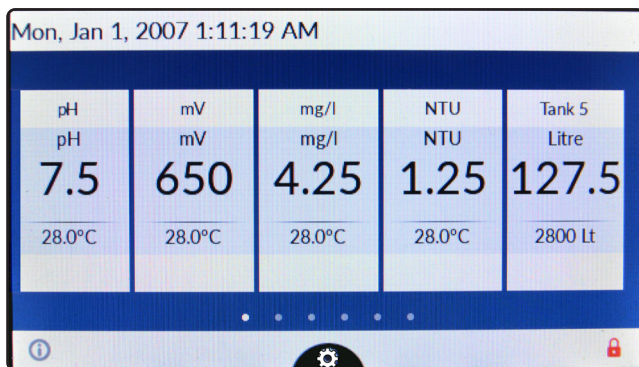 Mon, Jan 1, 2007 1:11:19 AM
pH mV mg/l NTU Tank 5
pH mV mg/l NTU Litre
7.5 650 4.25 1.25 127.5
28.0°C 28.0°C 28.0°C 28.0°C 2800 Lt